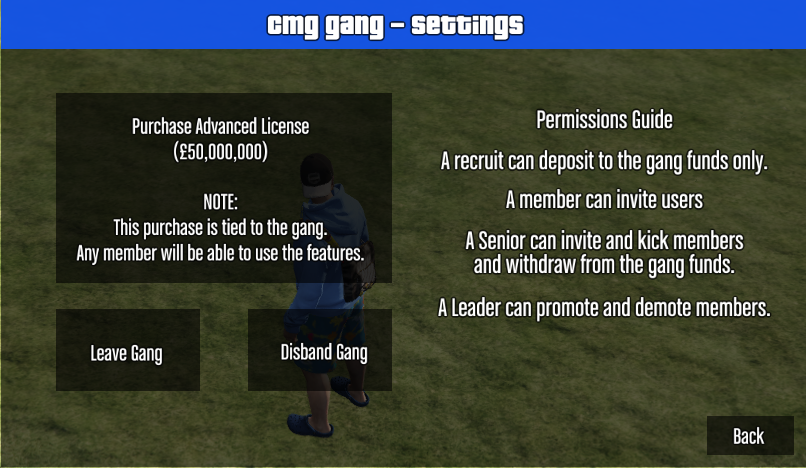 cmg gang - settings
Purchase Advanced License
(£50,000,000)
NOTE:
This purchase is tied to the gang.
Any member will be able to use the features.
Leave Gang
Disband Gang
Permissions Guide
A recruit can deposit to the gang funds only.
A member can invite users
A Senior can invite and kick members
and withdraw from the gang funds.
A Leader can promote and demote members.
Back